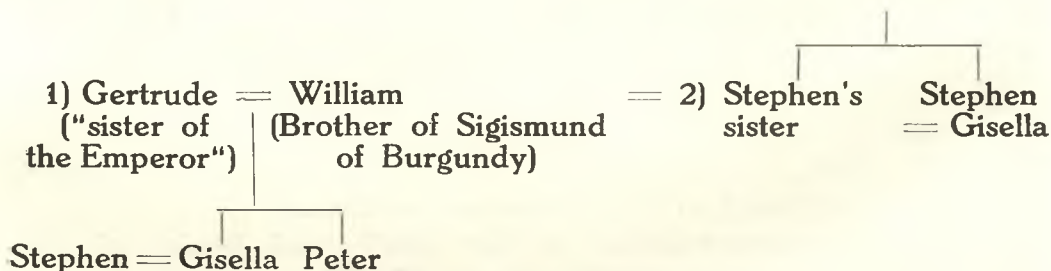 1) Gertrude = William = 2) Stephen's Stephen
("sister of (Brother of Sigismund sister = Gisella
the Emperor“) of Burgundy)
Stephen = Gisella Peter